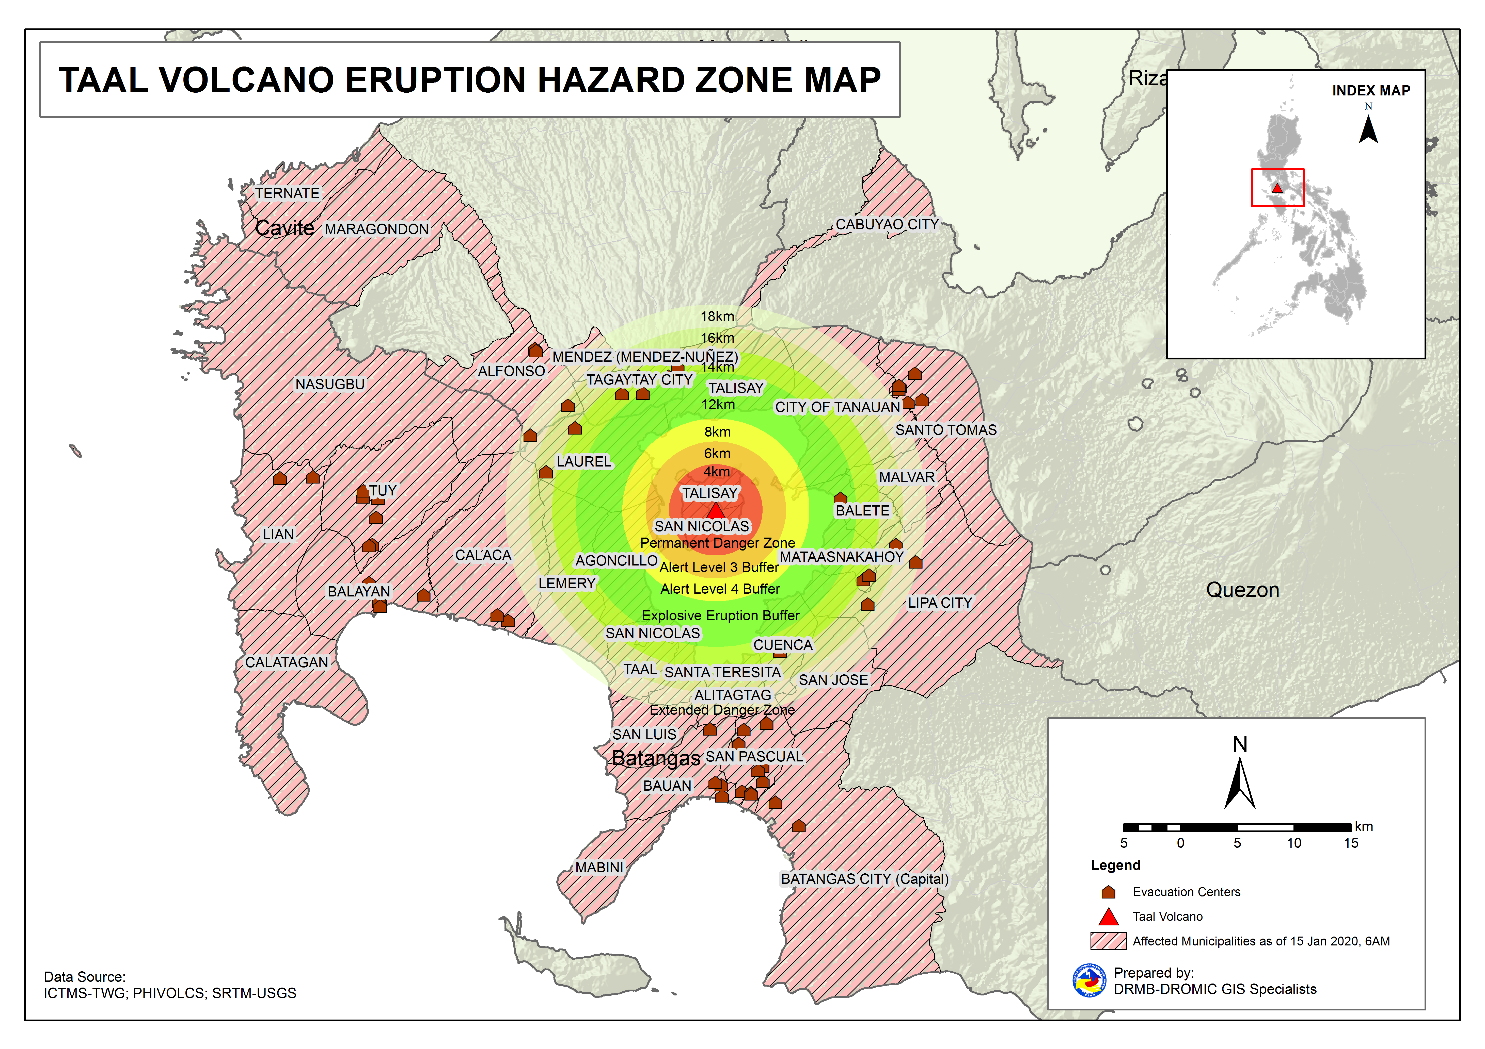 TAAL VOLCANO ERUPTION HAZARD ZONE MAP
INDEX MAP
N
TERNATE
Cavite
MARAGONDON
CABUYAO CITY
18km
16km
MENDEZ (MENDEZ-NUÑEZ)
14km
ALFONSO
TAGAYTAY CITY
TALISAY
NASUGBU
12km
CITY OF TANAUAN
8km
SANTO TOMAS
6km
LAUREL
4km
MALVAR
TUY
TALISAY
BALETE
SAN NICOLAS
LIAN
Permanent Danger Zone
CALACA
AGONCILLO
MATAASNAKAHOY
Alert Level 3 Buffer
LEMERY
Alert Level 4 Buffer
BALAYAN
Quezon
LIPA CITY
Explosive Eruption Buffer
SAN NICOLAS
CUENCA
CALATAGAN
TAAL
SANTA TERESITA
SAN JOSE
ALITAGTAG
Extended Danger Zone
SAN LUIS
Batangas
SAN PASCUAL
BAUAN
MABINI
BATANGAS CITY (Capital)
N
km
5 0 5 10 15
Legend
Evacuation Centers
Taal Volcano
Affected Municipalities as of 15 Jan 2020, 6AM
Prepared by:
DRMB-DROMIC GIS Specialists
Data Source:
ICTMS-TWG; PHIVOLCS; SRTM-USGS